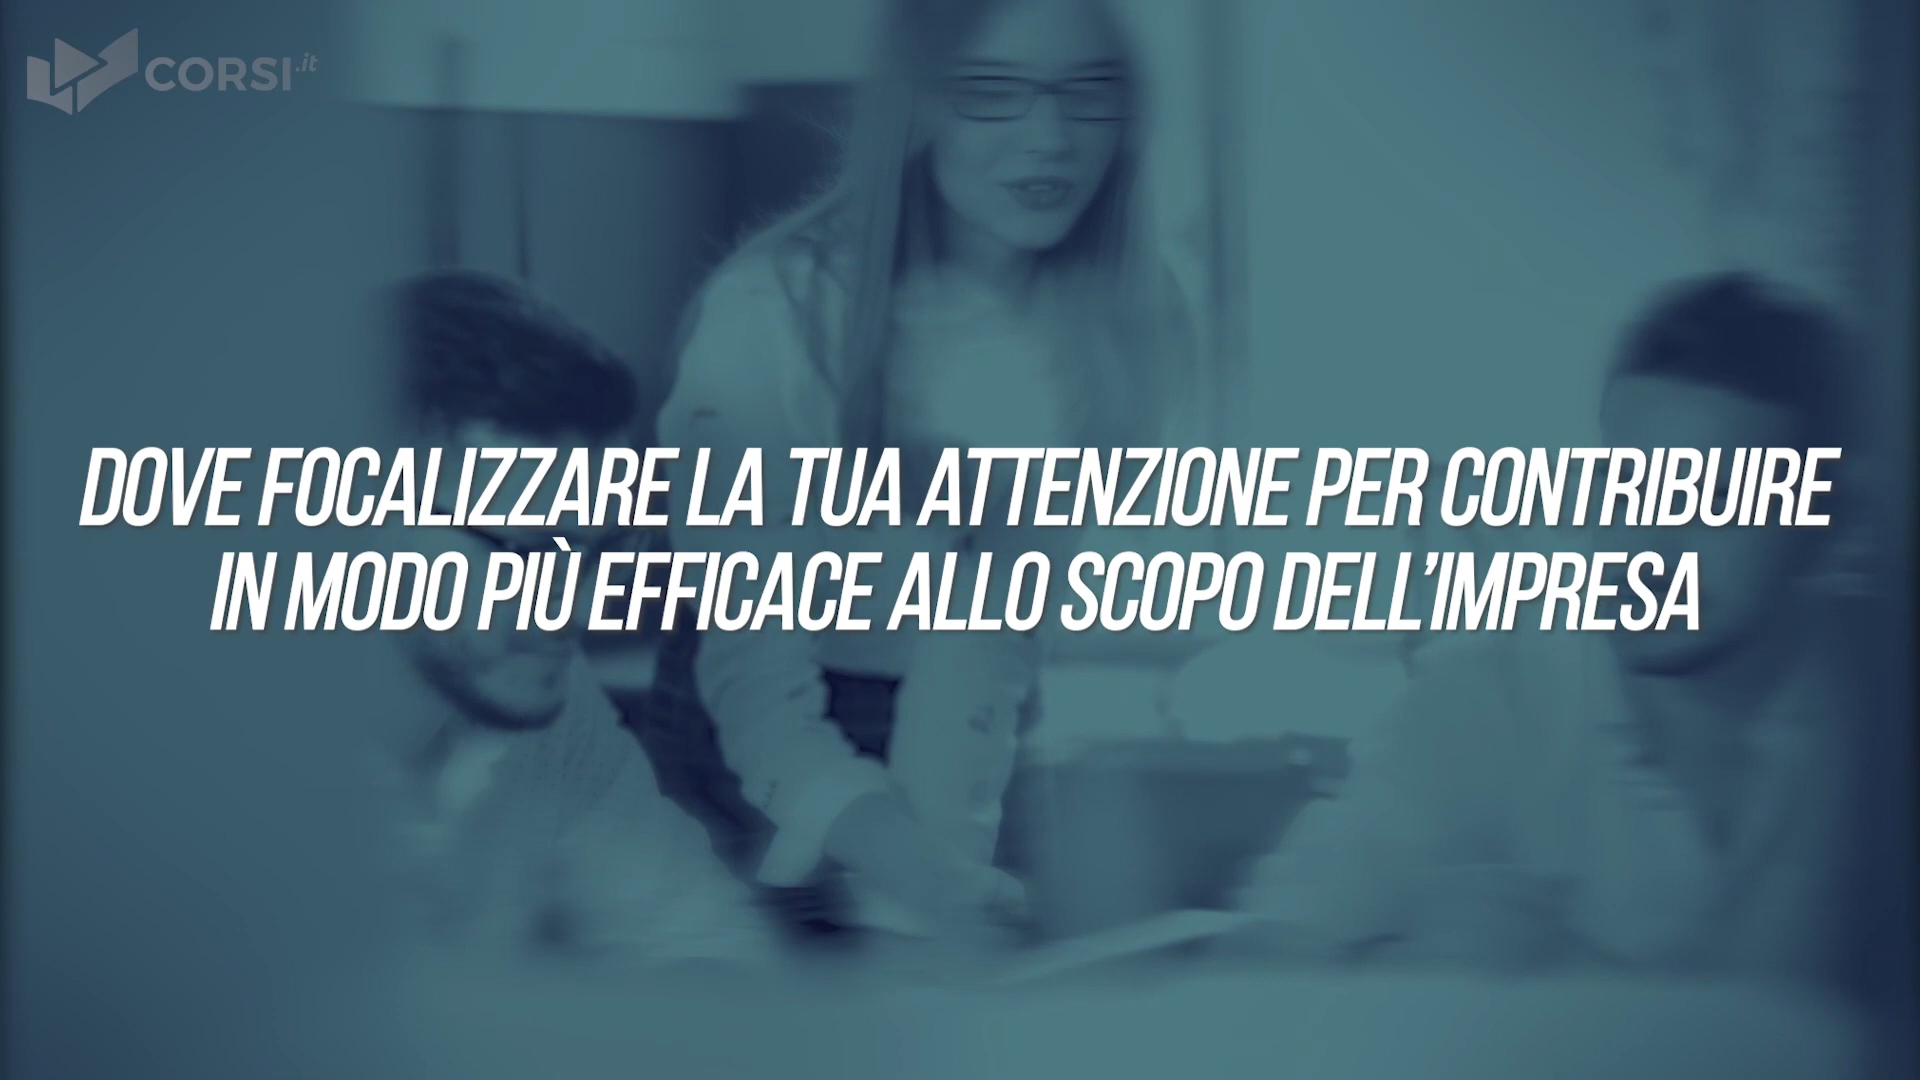 CORSI.it
DOVE FOCALIZZARE LA TUA ATTENZIONE PER CONTRIBUIRE
IN MODO PIÙ EFFICACE ALLO SCOPO DELL'IMPRESA